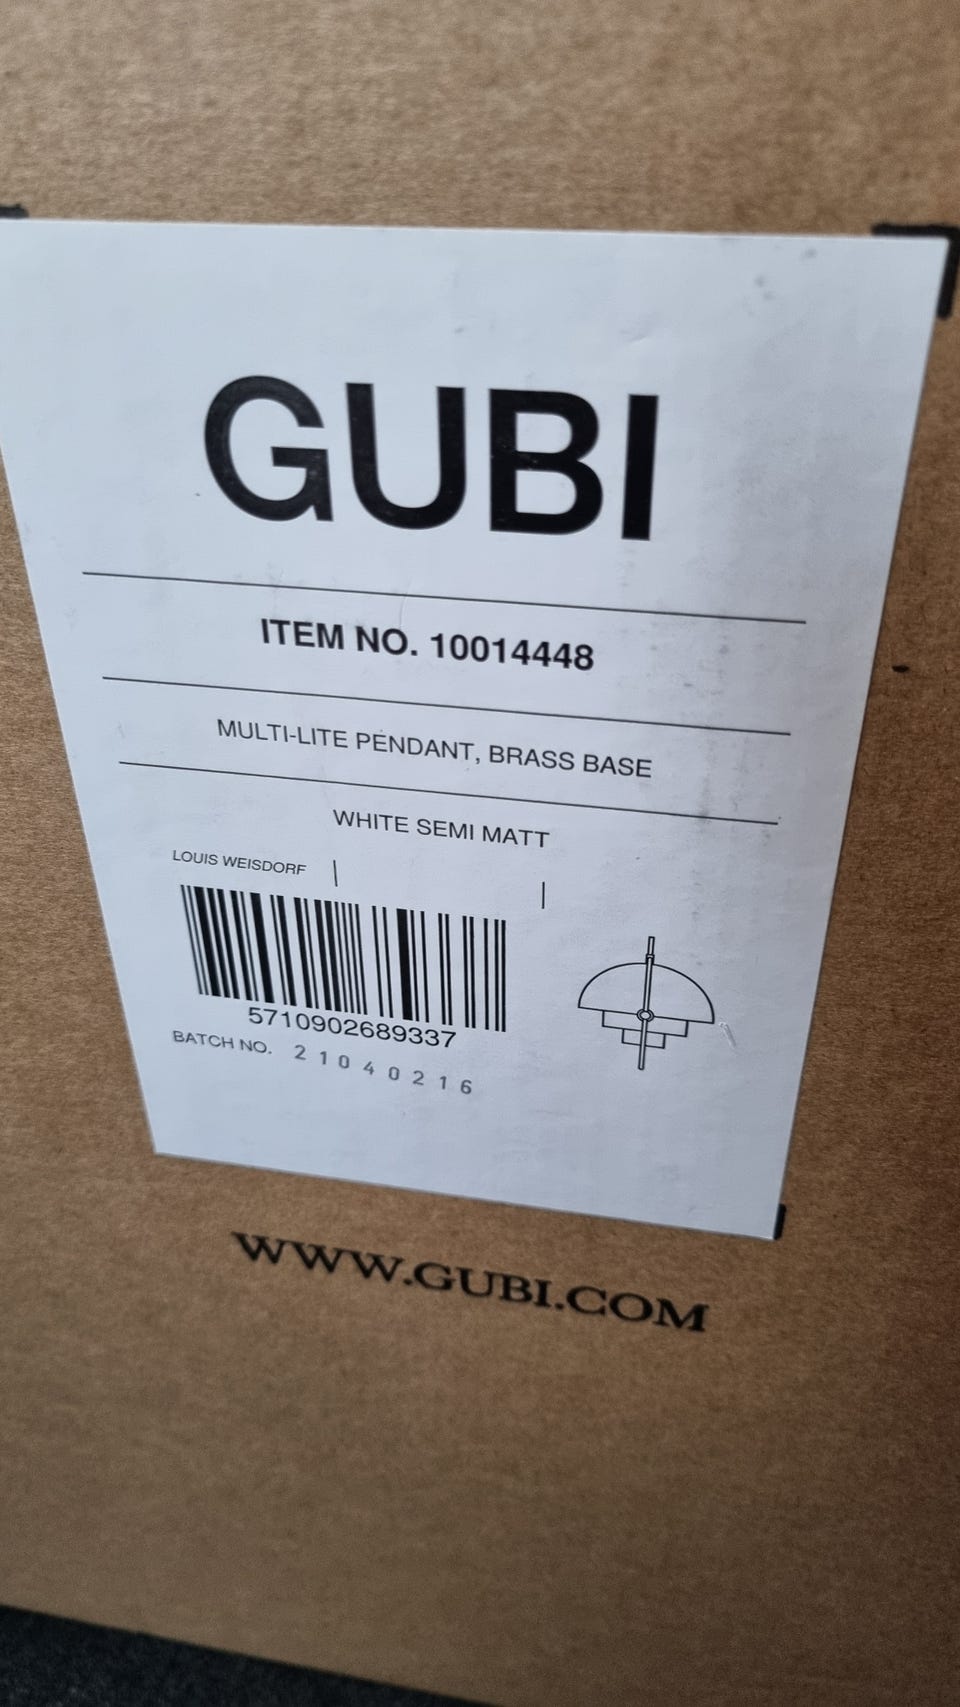 GUBI
ITEM NO. 10014448
MULTI-LITE PENDANT, BRASS BASE
WHITE SEMI MATT
LOUIS WEISDORF
5710902689337
BATCH NO. 21040216
WWW.GUBI.COM